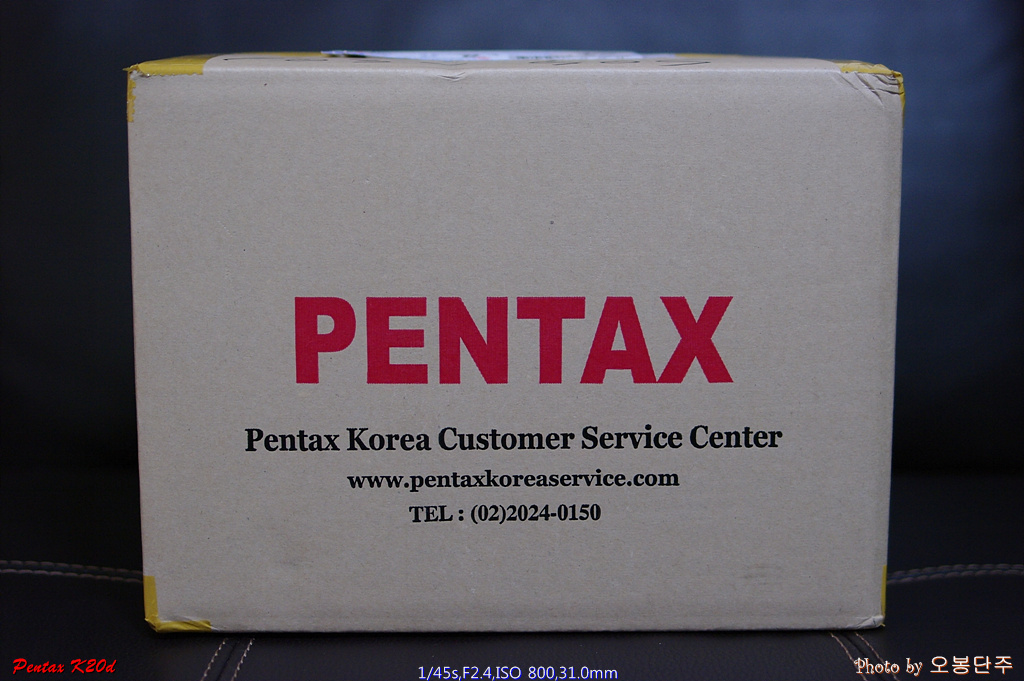 PENTAX
Pentax Korea Customer Service Center
www.pentaxkoreaservice.com
TEL : (02)2024-0150
Pentax K20d
1/45s,F2.4,ISO 800,31.0mm
Photo by 오봉단주